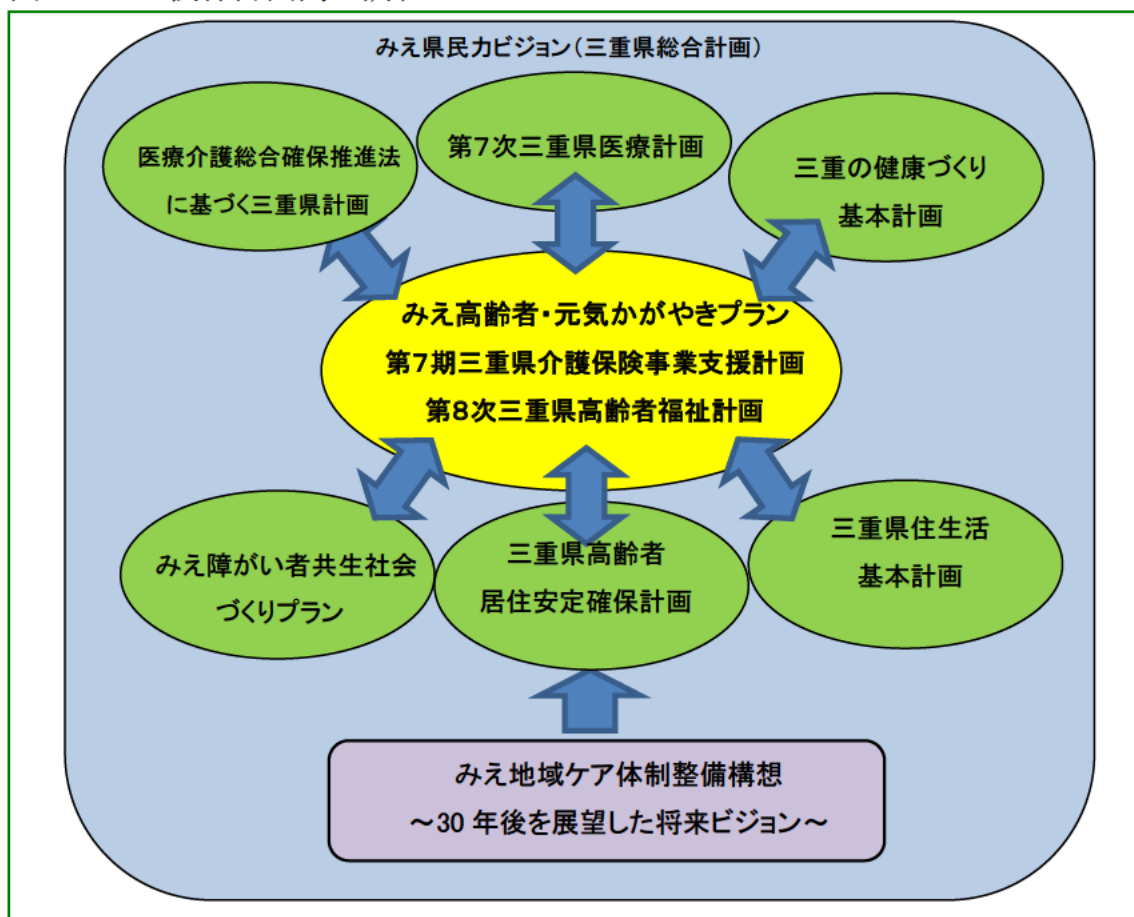 みえ県民力ビジョン(三重県総合計画)
医療介護総合確保推進法
に基づく三重県計画
第7次三重県医療計画
三重の健康づくり
基本計画
みえ高齢者・元気かがやきプラン
第7期三重県介護保険事業支援計画
第8次三重県高齢者福祉計画
みえ障がい者共生社会
づくりプラン
三重県高齢者
居住安定確保計画
三重県住生活
基本計画
みえ地域ケア体制整備構想
~30年後を展望した将来ビジョン~